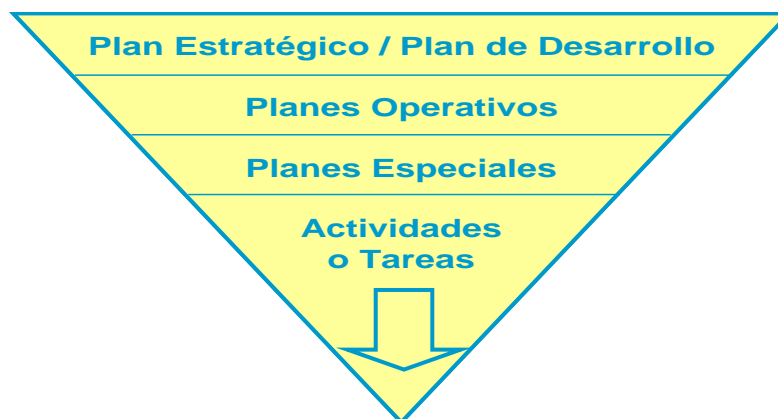 Plan Estratégico / Plan de Desarrollo
Planes Operativos
Planes Especiales
Actividades
o Tareas